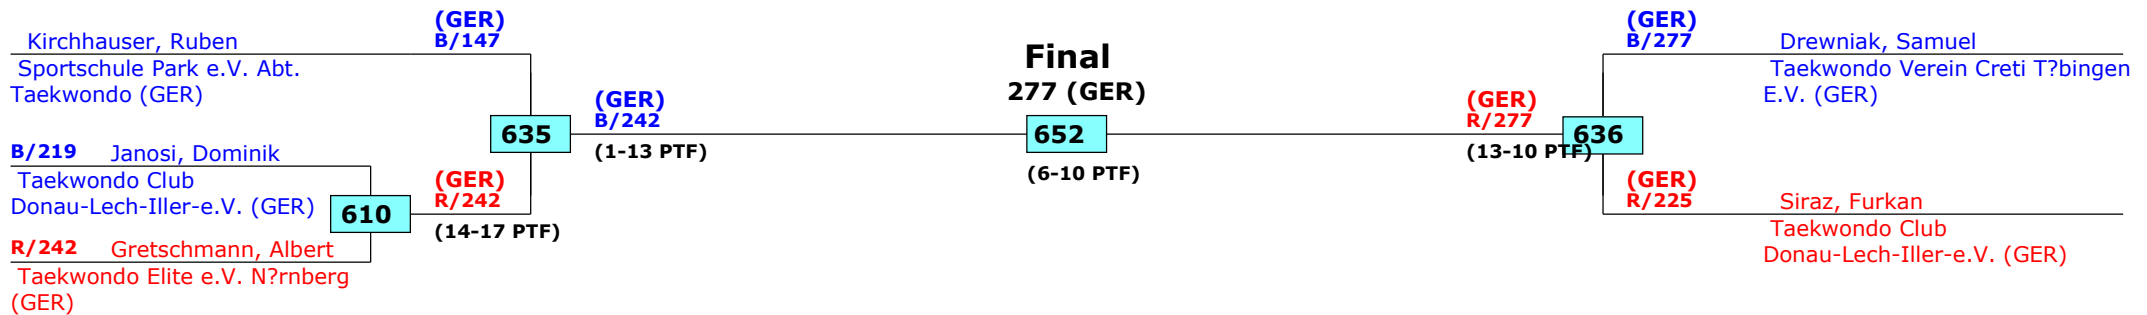 (GER)
B/147
Kirchhauser, Ruben
Sportschule Park e.V. Abt.
Taekwondo (GER)
B/219 Janosi, Dominik
Taekwondo Club
Donau-Lech-Iller-e.V. (GER)
R/242 Gretschmann, Albert
Taekwondo Elite e.V. N?rnberg
(GER)
610
(GER)
R/242
(14-17 PTF)
635
(GER)
B/242
(1-13 PTF)
Final
277 (GER)
652
(6-10 PTF)
(GER)
R/277
(13-10 PTF)
636
(GER)
B/277
Drewniak, Samuel
Taekwondo Verein Creti T?bingen
E.V. (GER)
(GER)
R/225
Siraz, Furkan
Taekwondo Club
Donau-Lech-Iller-e.V. (GER)